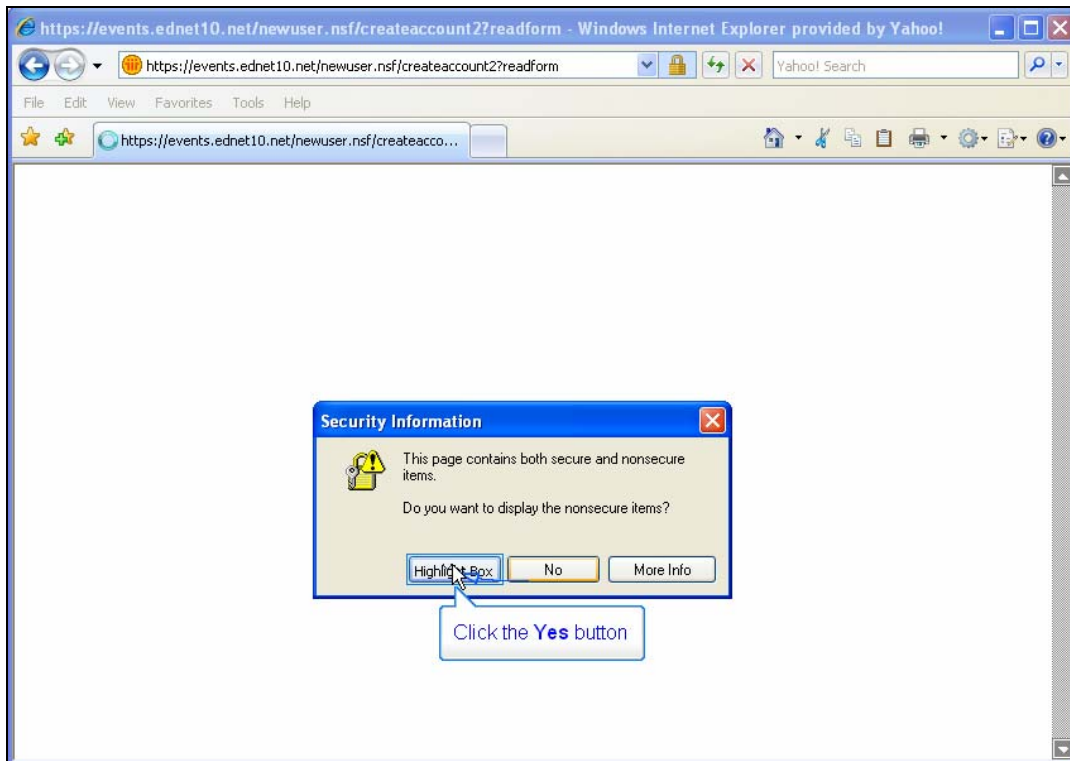 https://events.ednet10.net/newuser.nsf/createaccount2?readform - Windows Internet Explorer provided by Yahoo!
https://events.ednet10.net/newuser.nsf/createaccount2?readform
Yahoo! Search
File Edit View Favorites Tools Help
https://events.ednet10.net/newuser.nsf/createacco...
Security Information
This page contains both secure and nonsecure
items.
Do you want to display the nonsecure items?
Highlight Box No More Info
Click the Yes button